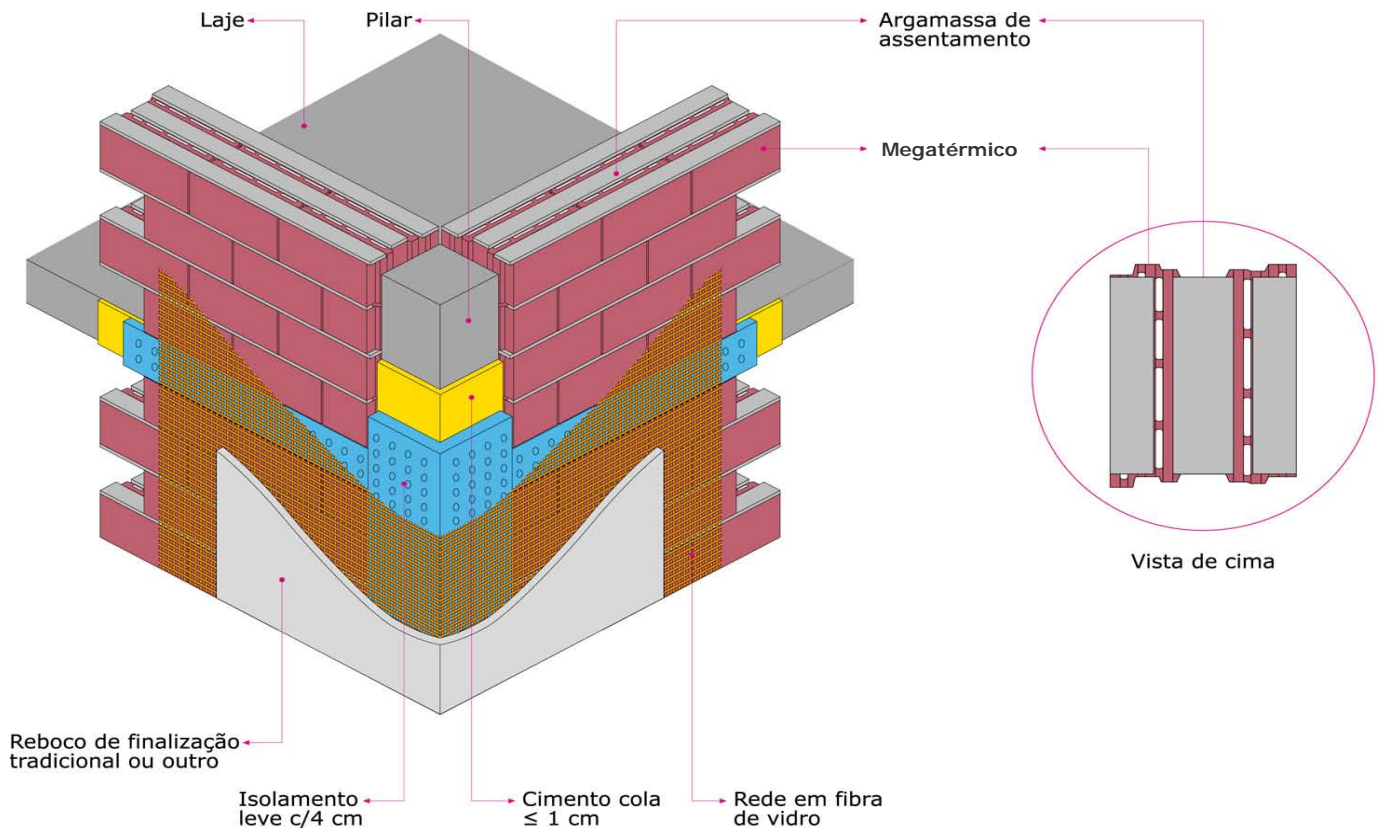 Laje
Pilar
Argamassa de
assentamento
Megatérmico
Vista de cima
Reboco de finalização
tradicional ou outro
Isolamento
leve c/4 cm
Cimento cola
≤ 1 cm
Rede em fibra
de vidro